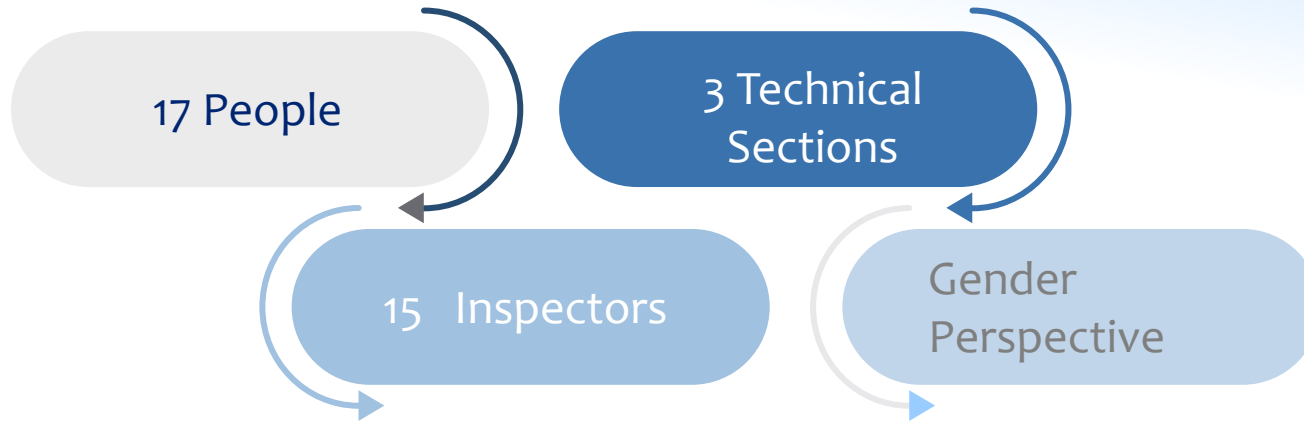 17 People
3 Technical
Sections
15 Inspectors
Gender
Perspective